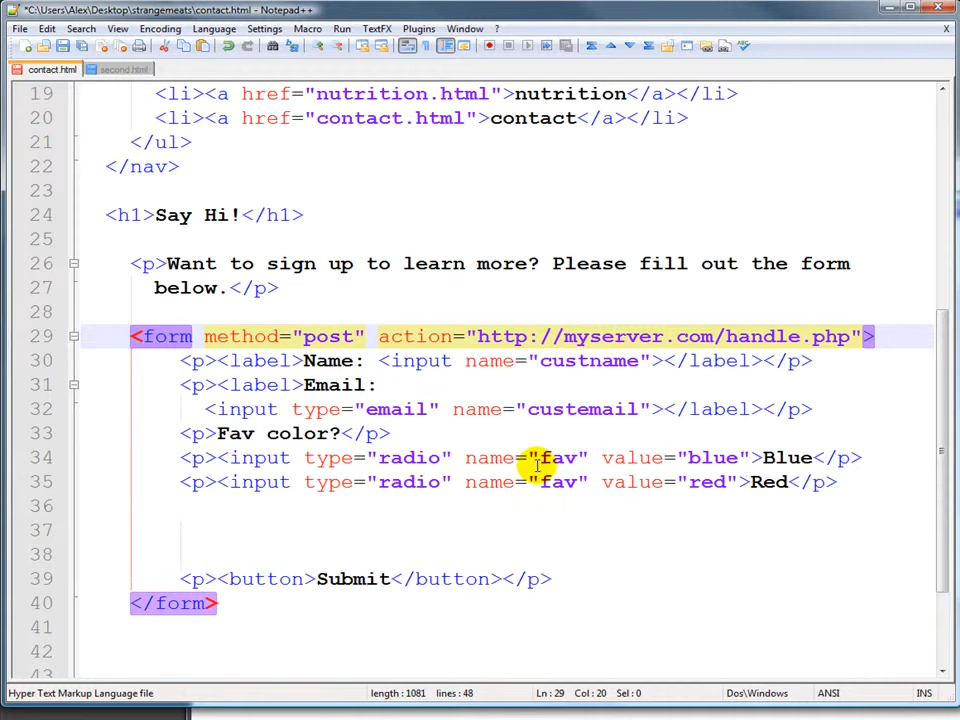 *C:\Users\Alex\Desktop\strangemeats\contact.html - Notepad++
File Edit Search View Encoding Language Settings Macro Run TextFX Plugins Window ? X
contact.html second.html
19 <li><a href="nutrition.html">nutrition</a></li>
20 <li><a href="contact.html">contact</a></li>
21 </ul>
22 </nav>
23
24 <h1>Say Hi!</h1>
25
26 <p>Want to sign up to learn more? Please fill out the form
27 below.</p>
28
29 <form method="post" action="http://myserver.com/handle.php">
30 <p><label>Name: <input name="custname"></label></p>
31 <p><label>Email:
32 <input type="email" name="custemail"></label></p>
33 <p>Fav color?</p>
34 <p><input type="radio" name="fav" value="blue">Blue</p>
35 <p><input type="radio" name="fav" value="red">Red</p>
36
37
38
39 <p><button>Submit</button></p>
40 </form>
41
42
43
Hyper Text Markup Language file length : 1081 lines : 48 Ln : 29 Col : 20 Sel : 0 Dos\Windows ANSI INS